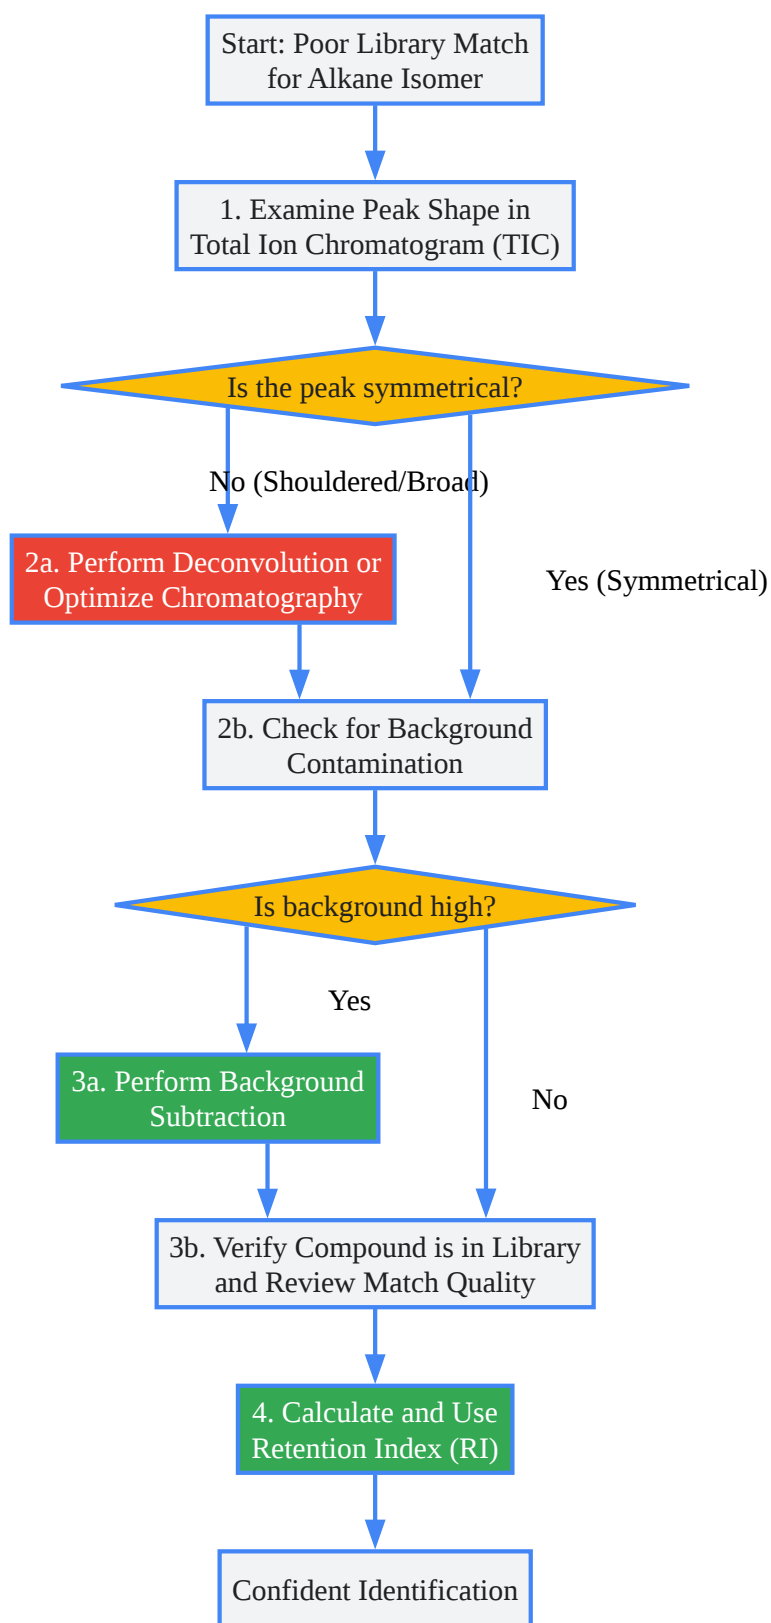 Start: Poor Library Match
for Alkane Isomer
1. Examine Peak Shape in
Total Ion Chromatogram (TIC)
Is the peak symmetrical?
No (Shouldered/Broad)
2a. Perform Deconvolution or
Optimize Chromatography
Yes (Symmetrical)
2b. Check for Background
Contamination
Is background high?
Yes
3a. Perform Background
Subtraction
No
3b. Verify Compound is in Library
and Review Match Quality
4. Calculate and Use
Retention Index (RI)
Confident Identification